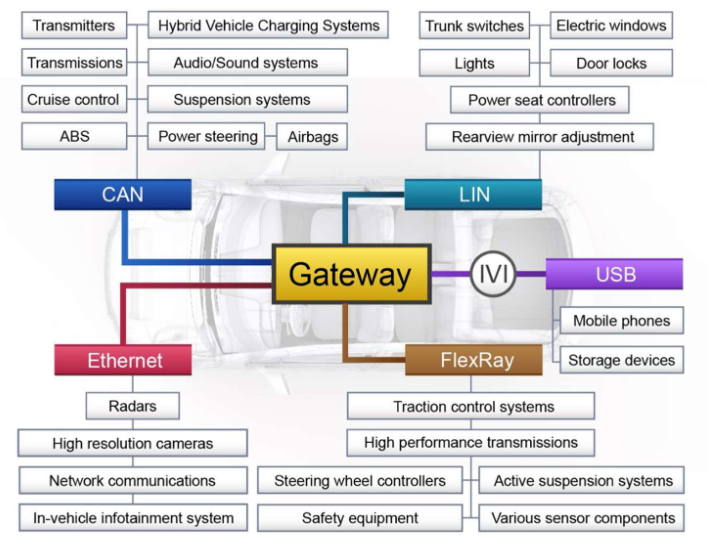 Transmitters
Hybrid Vehicle Charging Systems
Transmissions
Audio/Sound systems
Cruise control
Suspension systems
ABS
Power steering
Airbags
CAN
Trunk switches
Electric windows
Lights
Door locks
Power seat controllers
Rearview mirror adjustment
LIN
Gateway
IVI
USB
Mobile phones
Storage devices
Ethernet
Radars
High resolution cameras
Network communications
In-vehicle infotainment system
FlexRay
Traction control systems
High performance transmissions
Steering wheel controllers
Active suspension systems
Safety equipment
Various sensor components